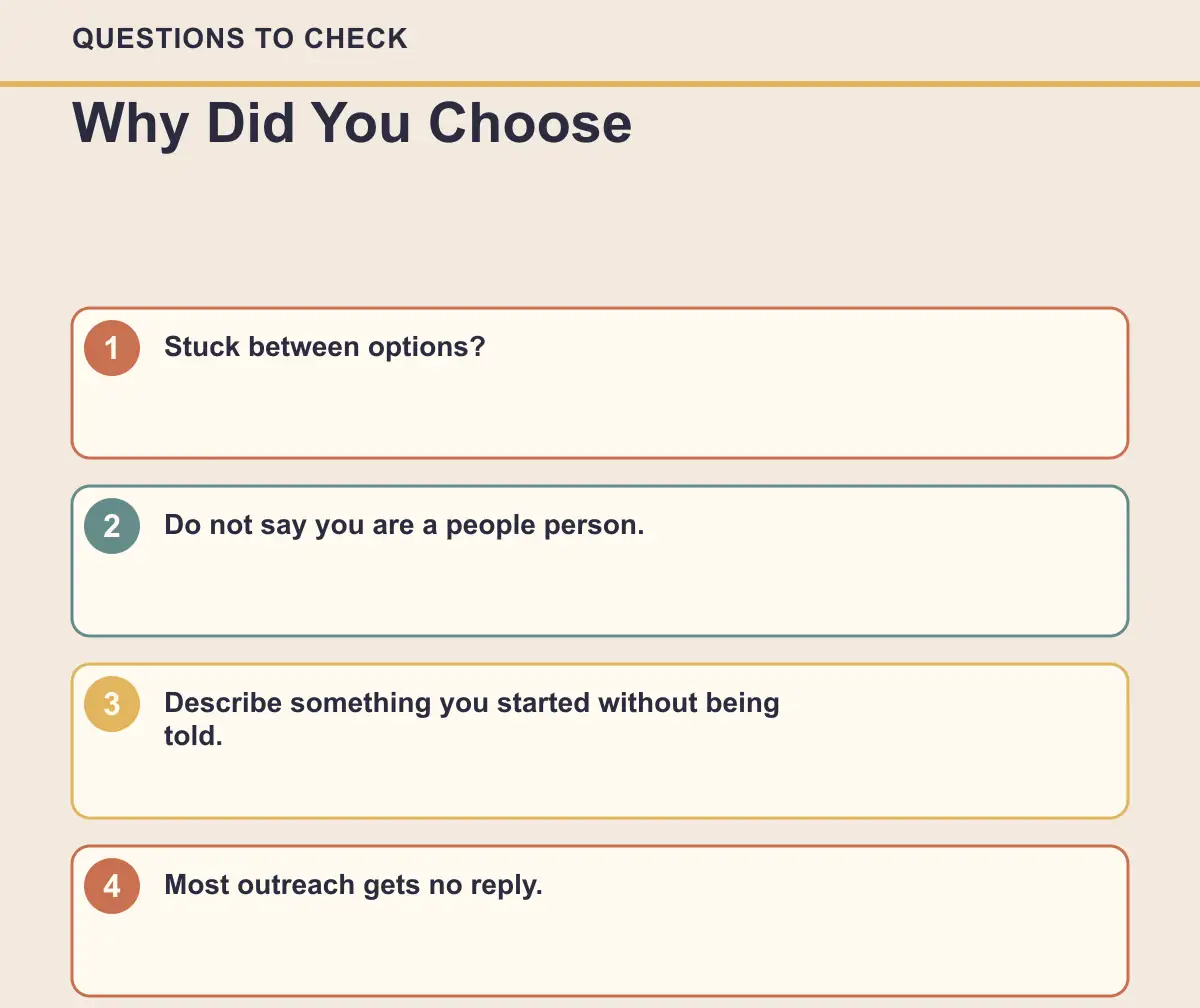 QUESTIONS TO CHECK
Why Did You Choose
1
Stuck between options?
2
Do not say you are a people person.
3
Describe something you started without being
told.
4
Most outreach gets no reply.